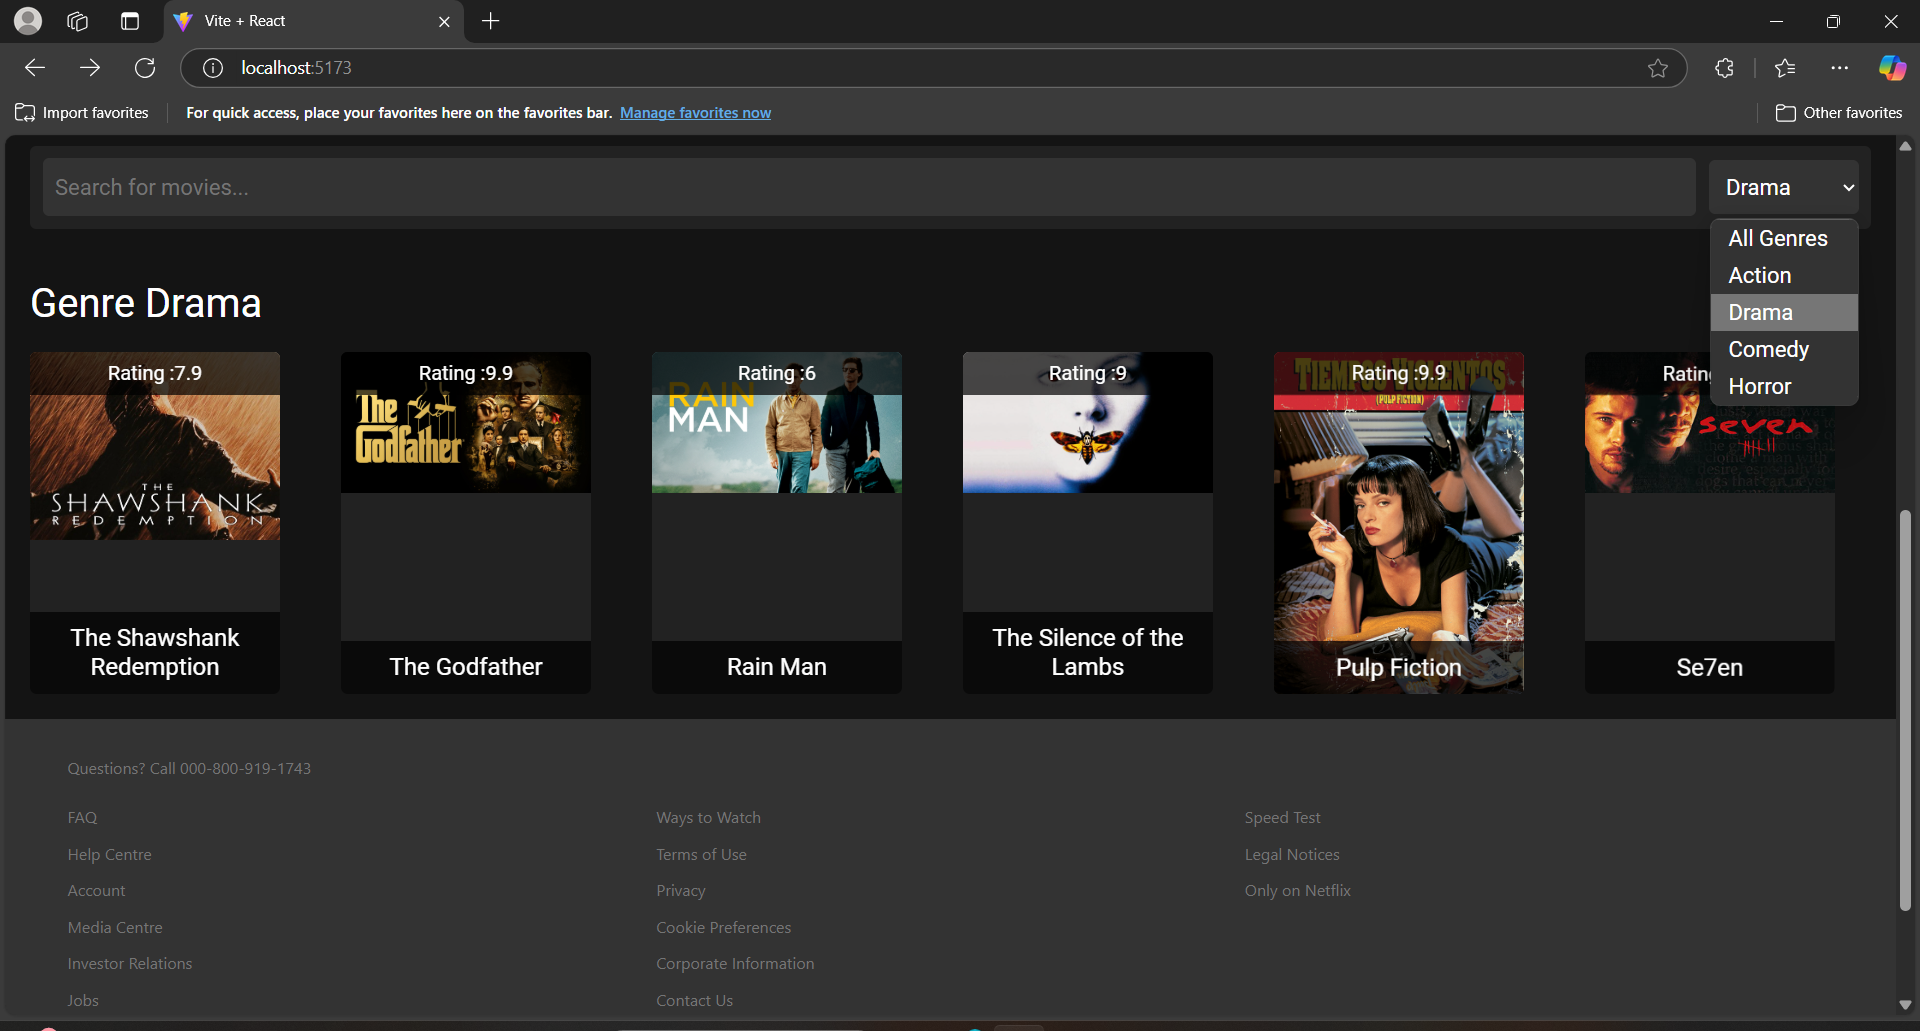 Vite + React
localhost:5173
Import favorites
For quick access, place your favorites here on the favorites bar. Manage favorites now
Other favorites
Search for movies...
Drama
All Genres
Action
Drama
Comedy
Horror
Genre Drama
Rating :7.9
THE
SHAWSHANK
REDEMPTION
The Shawshank
Redemption
Rating :9.9
The
Godfather
The Godfather
Rating :6
RAIN
MAN
Rain Man
Rating :9
The Silence of the
Lambs
TIEMPOS VIOLENTOS
Rating :9.9
(PULP FICTION)
Pulp Fiction
Ratin
seven
Se7en
Questions? Call 000-800-919-1743
FAQ
Help Centre
Account
Media Centre
Investor Relations
Jobs
Ways to Watch
Terms of Use
Privacy
Cookie Preferences
Corporate Information
Contact Us
Speed Test
Legal Notices
Only on Netflix